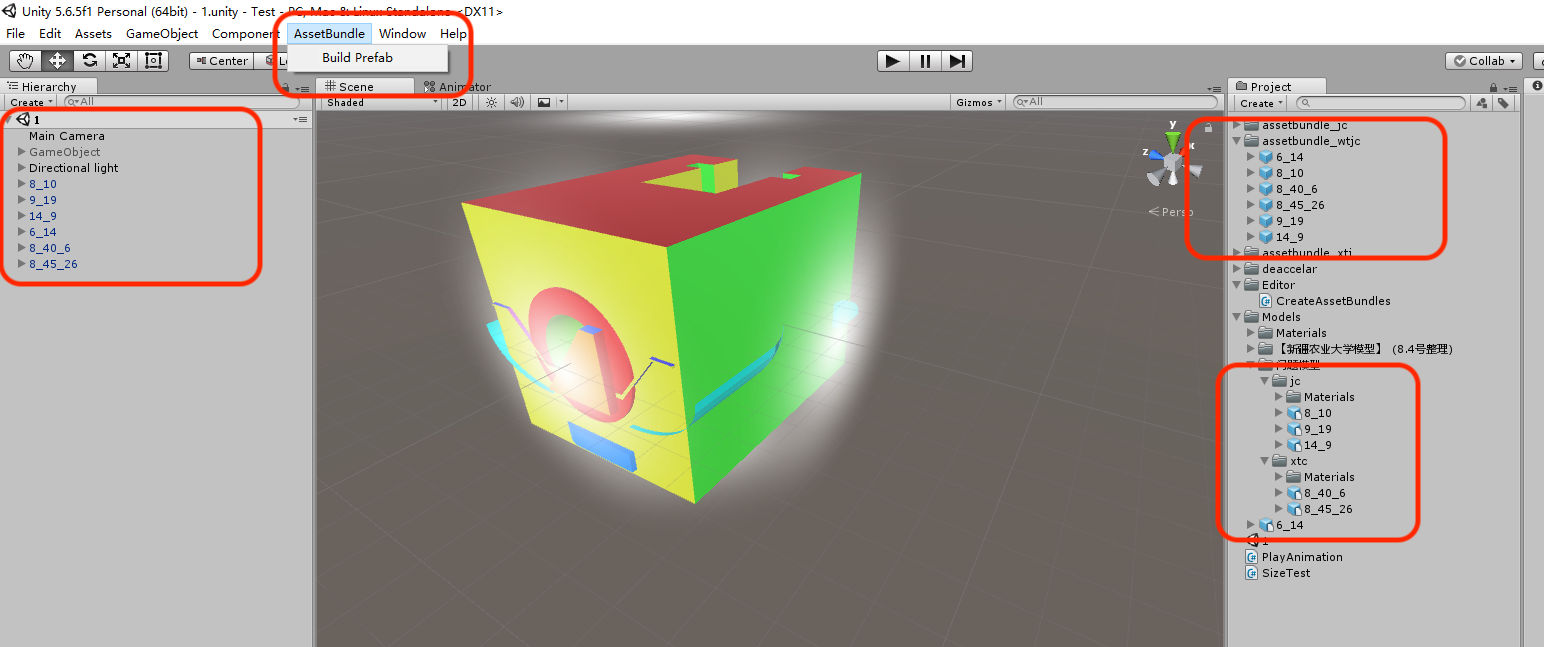 Unity 5.6.5f1 Personal (64bit) - 1.unity - Test - PC, Mac & Linux Standalone <DX11>
File Edit Assets GameObject Component AssetBundle Window Help
Build Prefab
Center
Collab
Hierarchy
Create
All
1
Main Camera
GameObject
Directional light
8_10
9_19
14_9
6_14
8_40_6
8_45_26
Scene
Animator
Shaded
2D
Gizmos
All
y
x
z
Persp
Project
Create
assetbundle_jc
assetbundle_wtjc
6_14
8_10
8_40_6
8_45_26
9_19
14_9
assetbundle_xtj
deaccelar
Editor
CreateAssetBundles
Models
Materials
【新疆农业大学模型】（8.4号整理）
问题模型
jc
Materials
8_10
9_19
14_9
xtc
Materials
8_40_6
8_45_26
6_14
1
PlayAnimation
SizeTest